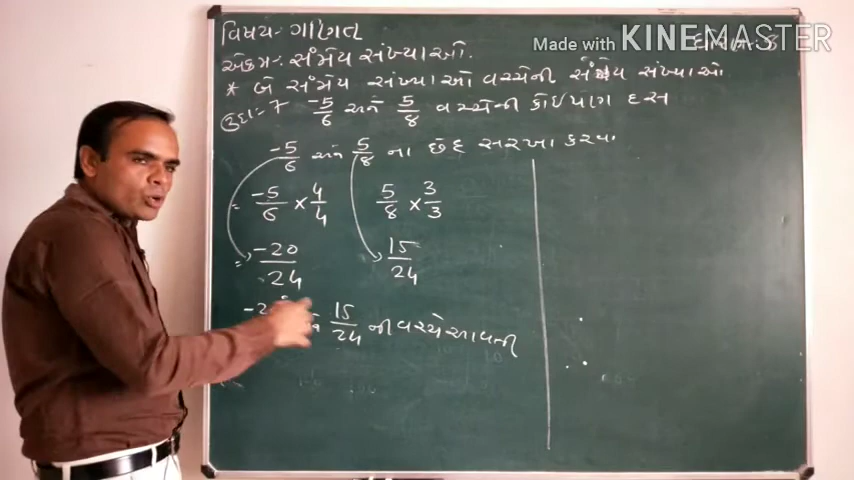 Made with KINEMASTER
વિષય:- ગણિત
એકમ:- સંમેય સંખ્યાઓ. 8
* બે સંમેય સંખ્યાઓ વચ્ચેની સંમેય સંખ્યાઓ
ઉદા:- 7 -5/6 અને 5/8 વચ્ચેની કોઈપણ દસ
-5/6 અને 5/8 ના છેદ સરખા કરવા
= -5/6 × 4/4 5/8 × 3/3
= -20/24 15/24
15/24 ની વચ્ચે આવતી